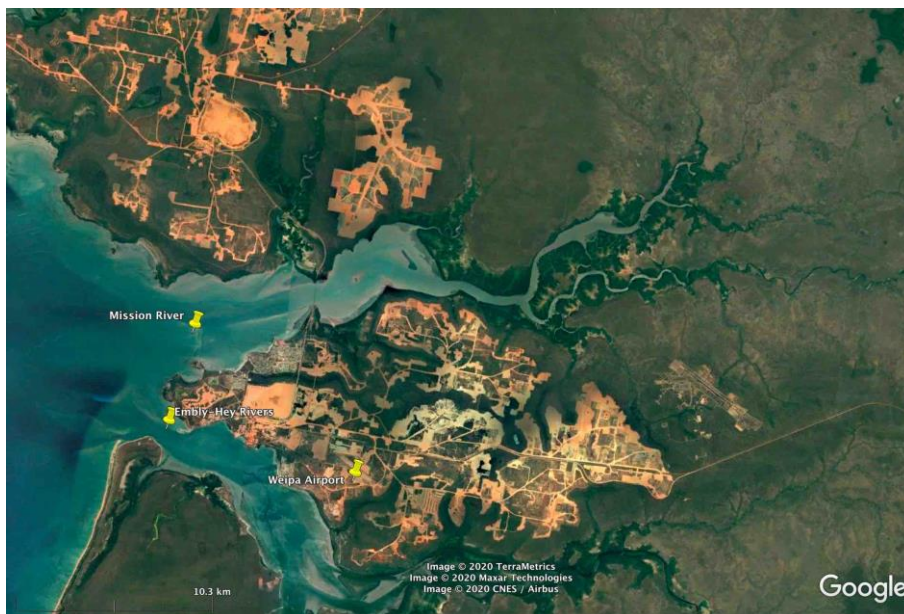 Mission River
Embly-Hey Rivers
Weipa Airport
Image © 2020 TerraMetrics
Image © 2020 Maxar Technologies
Image © 2020 CNES / Airbus
10.3 km
Google